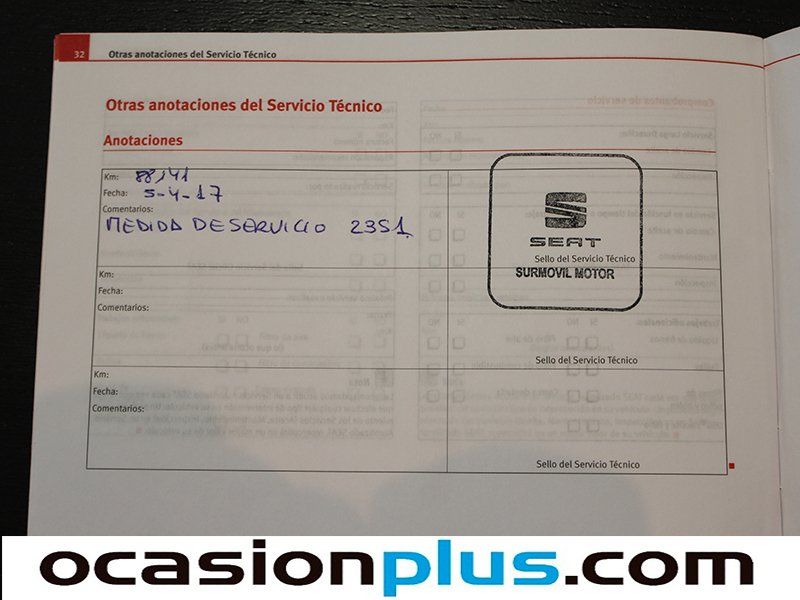 32 Otras anotaciones del Servicio Técnico
Otras anotaciones del Servicio Técnico
Anotaciones
Km: 88141
Fecha: 5-4-17
Comentarios:
MEDIDA DE SERVICIO 23S1
SEAT
Sello del Servicio Técnico
SURMOVIL MOTOR
Km:
Fecha:
Comentarios:
Sello del Servicio Técnico
Km:
Fecha:
Comentarios:
Sello del Servicio Técnico
ocasionplus.com